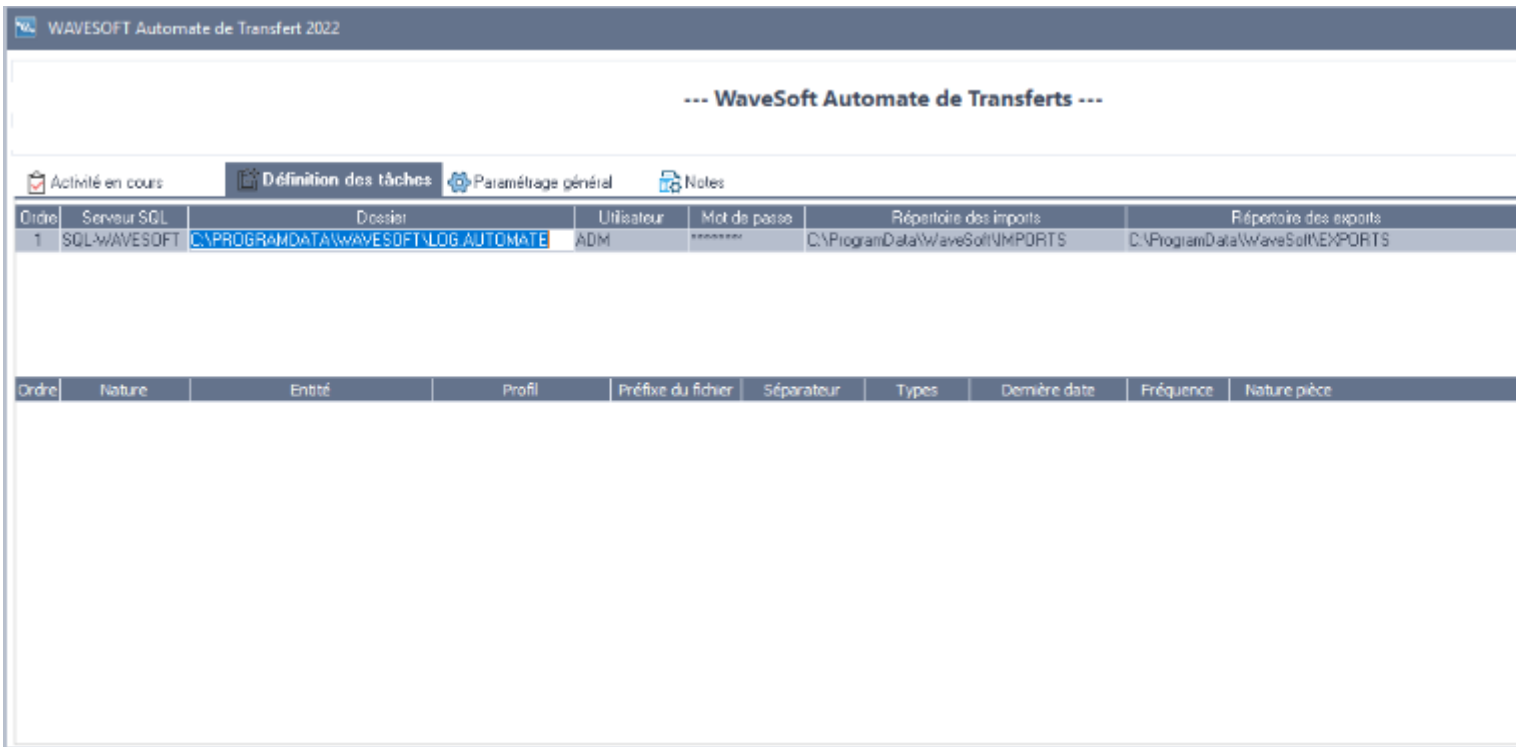 WAVESOFT Automate de Transfert 2022
--- WaveSoft Automate de Transferts ---
Activité en cours Définition des tâches Paramétrage général Notes
Ordre Serveur SQL Dossier Utilisateur Mot de passe Répertoire des imports Répertoire des exports
1 SQL-WAVESOFT C:\PROGRAMDATA\WAVESOFT\LOG AUTOMATE ADM ******** C:\ProgramData\WaveSoft\IMPORTS C:\ProgramData\WaveSoft\EXPORTS
Ordre Nature Entité Profil Préfixe du fichier Séparateur Types Dernière date Fréquence Nature pièce